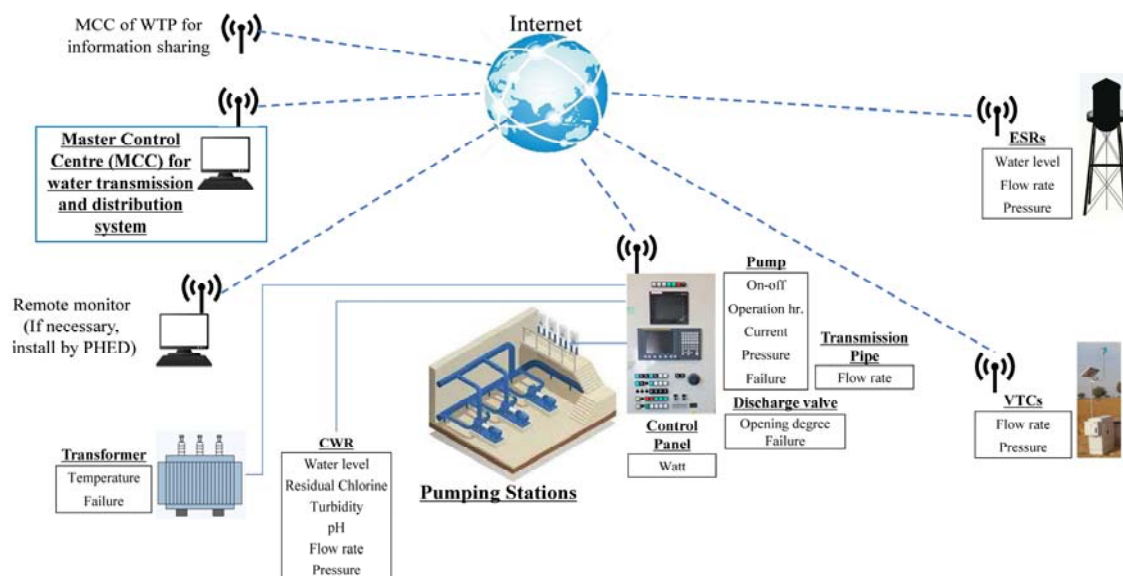 Internet
MCC of WTP for
information sharing
Master Control
Centre (MCC) for
water transmission
and distribution
system
ESRs
Water level
Flow rate
Pressure
Remote monitor
(If necessary,
install by PHED)
Pump
On-off
Operation hr.
Current
Pressure
Failure
Transmission
Pipe
Flow rate
Discharge valve
Opening degree
Failure
Control
Panel
Watt
VTCs
Flow rate
Pressure
Transformer
Temperature
Failure
CWR
Water level
Residual Chlorine
Turbidity
pH
Flow rate
Pressure
Pumping Stations